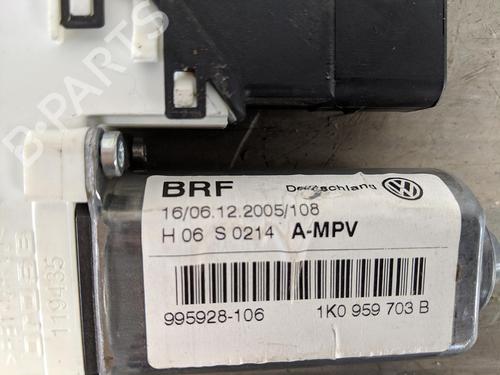 B-PARTS
BRF Deutschland
16/06.12.2005/108
H 06 S 0214 A-MPV
995928-106 1K0 959 703 B
119435